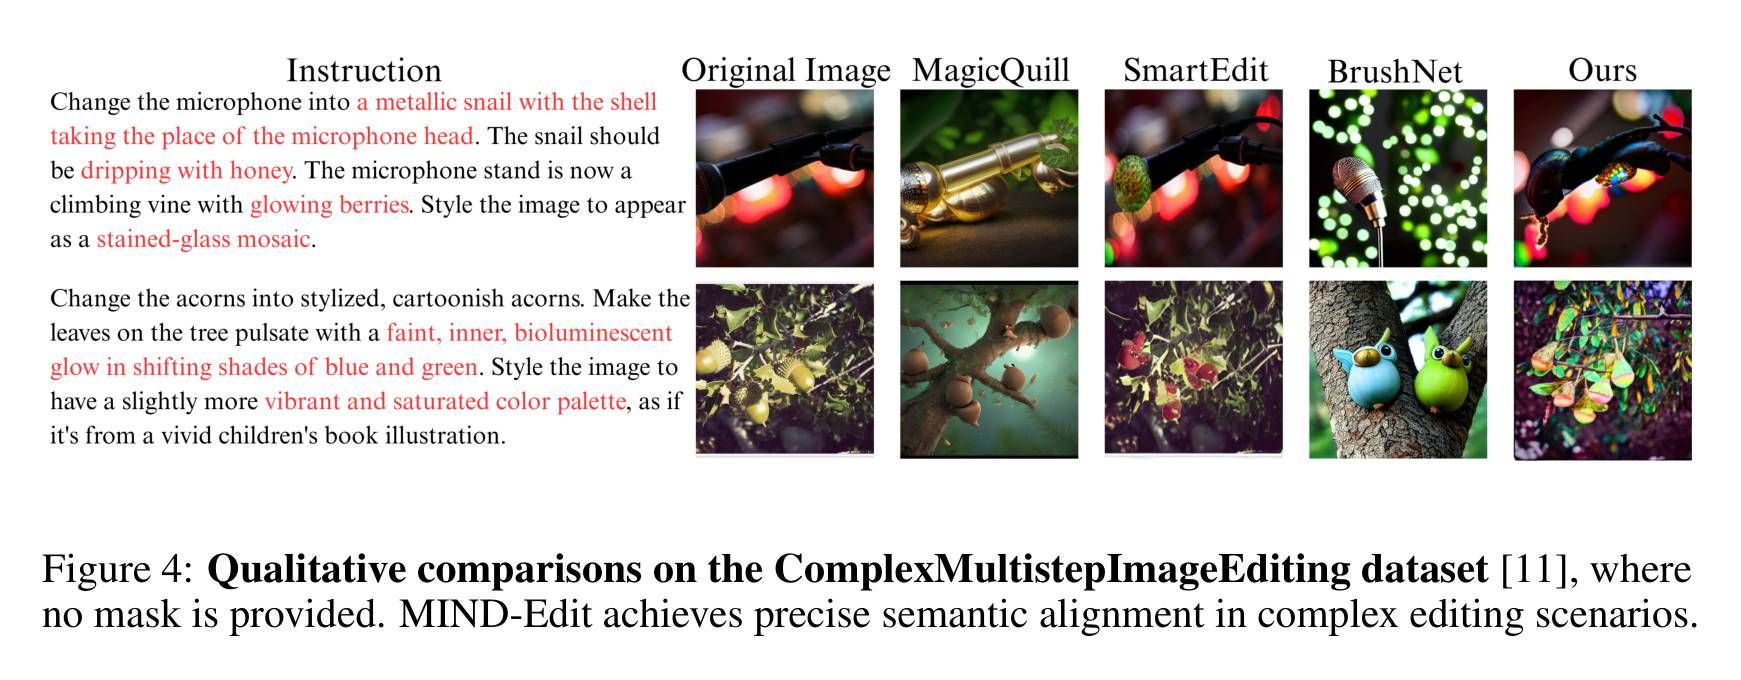 Instruction Original Image MagicQuill SmartEdit BrushNet Ours
Change the microphone into a metallic snail with the shell
taking the place of the microphone head. The snail should
be dripping with honey. The microphone stand is now a
climbing vine with glowing berries. Style the image to appear
as a stained-glass mosaic.
Change the acorns into stylized, cartoonish acorns. Make the
leaves on the tree pulsate with a faint, inner, bioluminescent
glow in shifting shades of blue and green. Style the image to
have a slightly more vibrant and saturated color palette, as if
it's from a vivid children's book illustration.
Figure 4: Qualitative comparisons on the ComplexMultistepImageEditing dataset [11], where
no mask is provided. MIND-Edit achieves precise semantic alignment in complex editing scenarios.